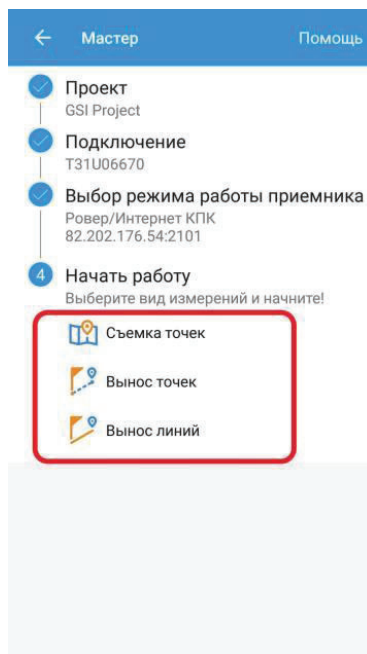 Мастер Помощь
Проект
GSI Project
Подключение
T31U06670
Выбор режима работы приемника
Ровер/Интернет КПК
82.202.176.54:2101
4 Начать работу
Выберите вид измерений и начните!
Съемка точек
Вынос точек
Вынос линий